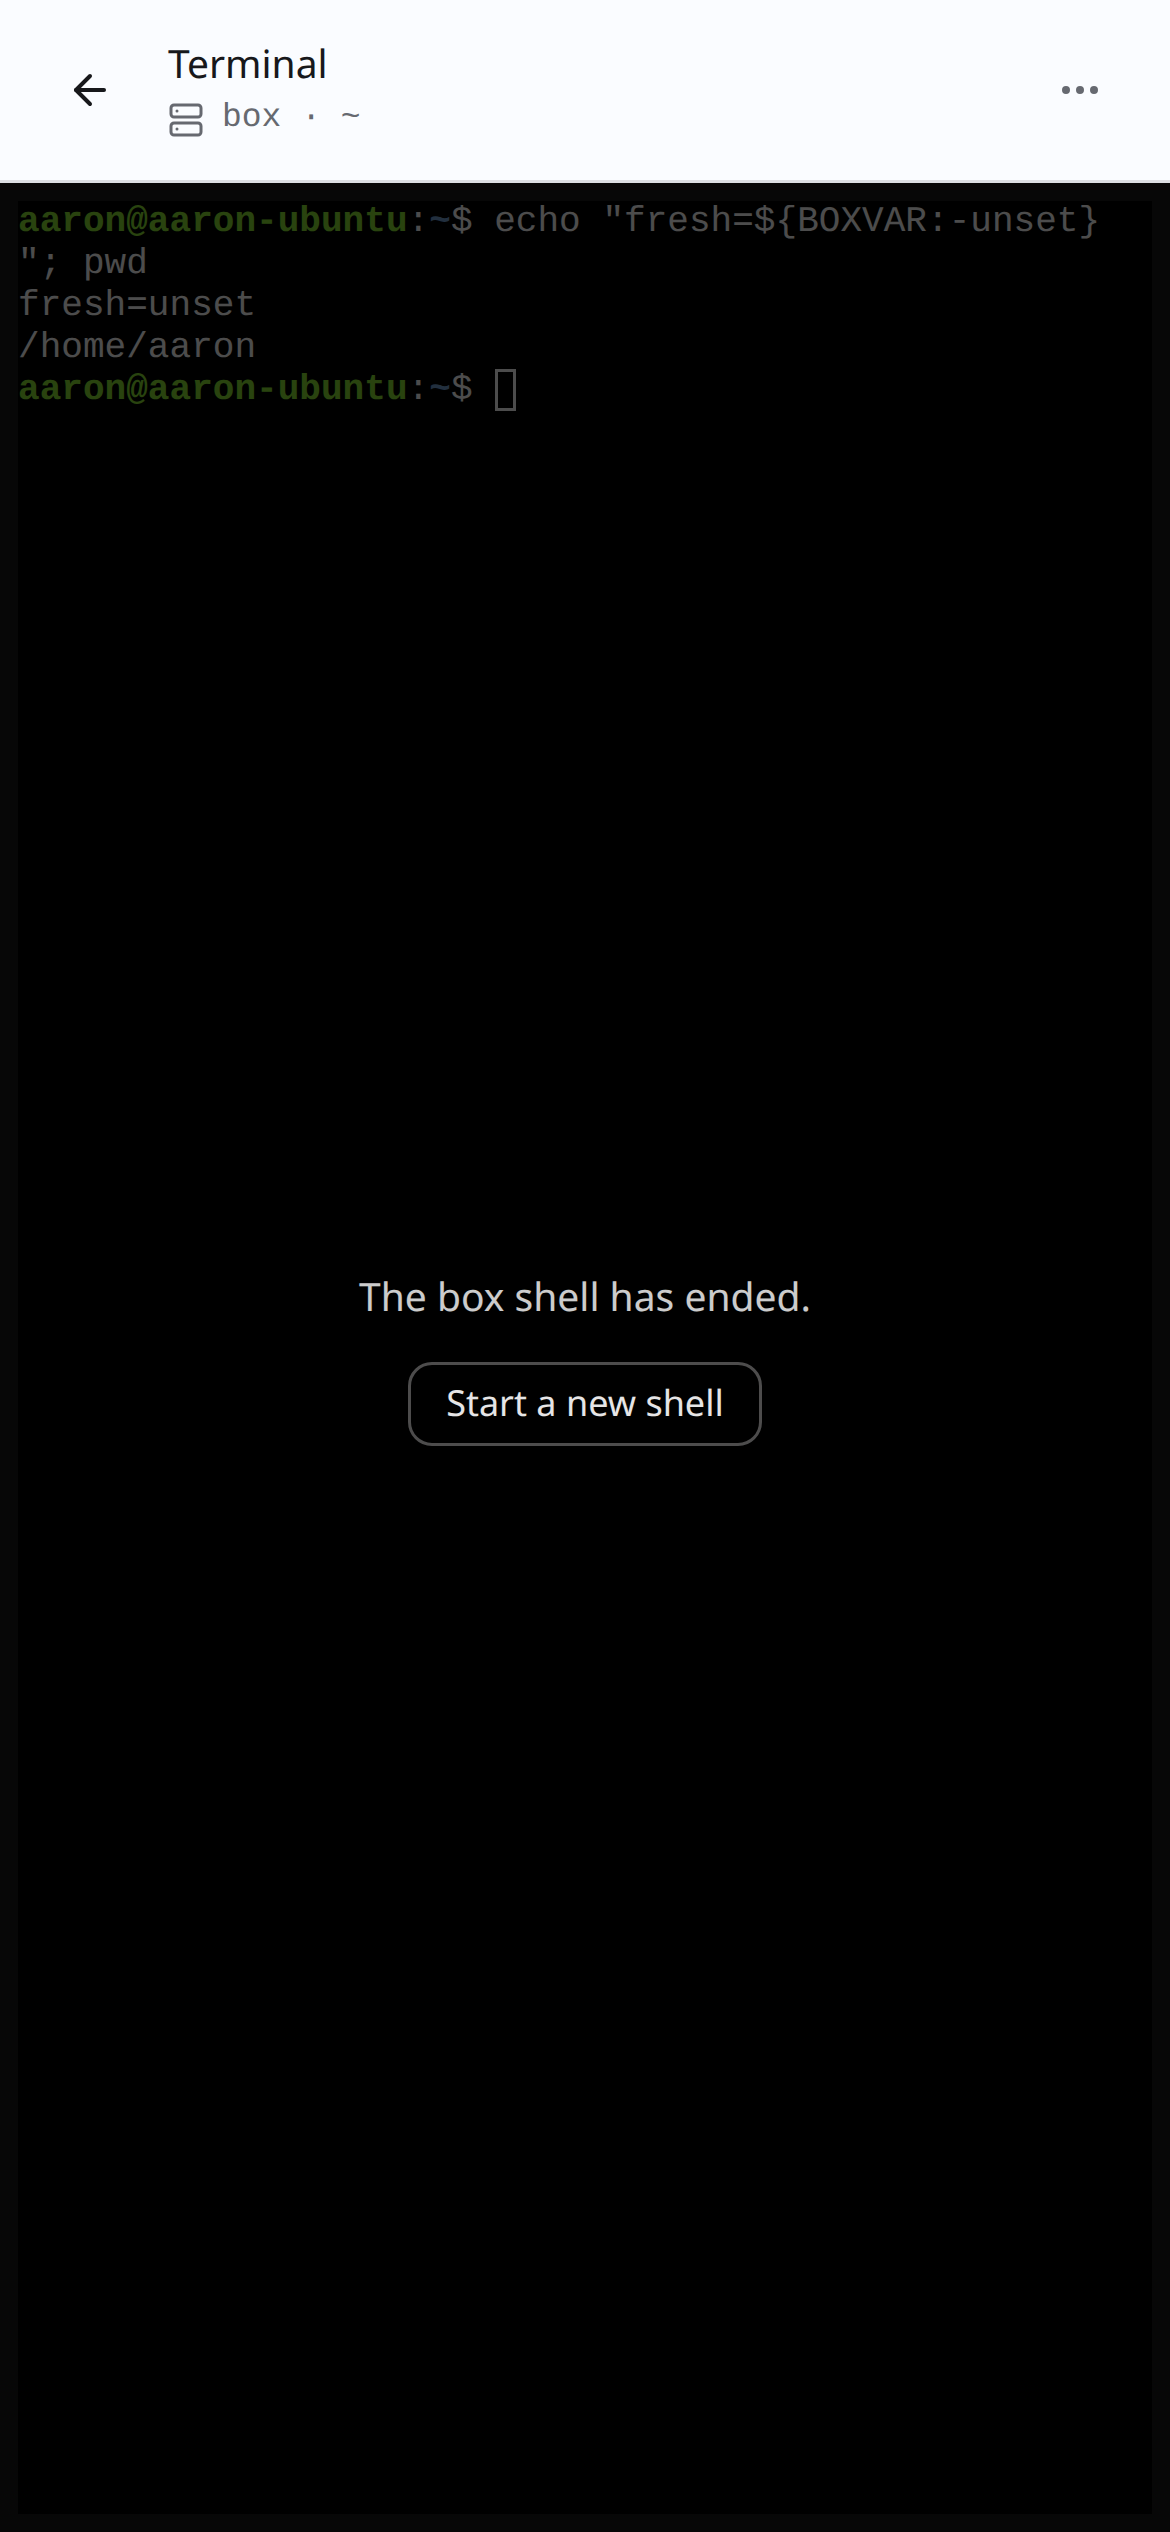 Terminal
box · ~
aaron@aaron-ubuntu:~$ echo "fresh=${BOXVAR:-unset}
"; pwd
fresh=unset
/home/aaron
aaron@aaron-ubuntu:~$
The box shell has ended.
Start a new shell